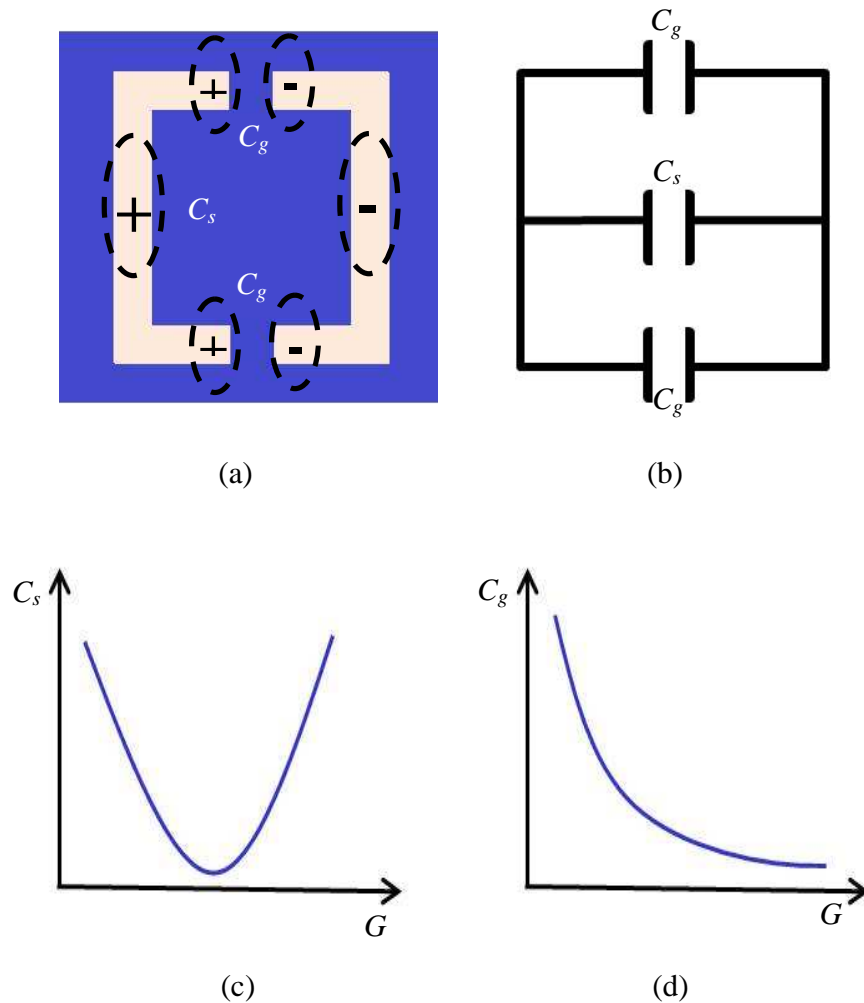 + -
C_g
+ C_s -
C_g
+ -
(a)
C_g
C_s
C_g
(b)
C_s
G
(c)
C_g
G
(d)